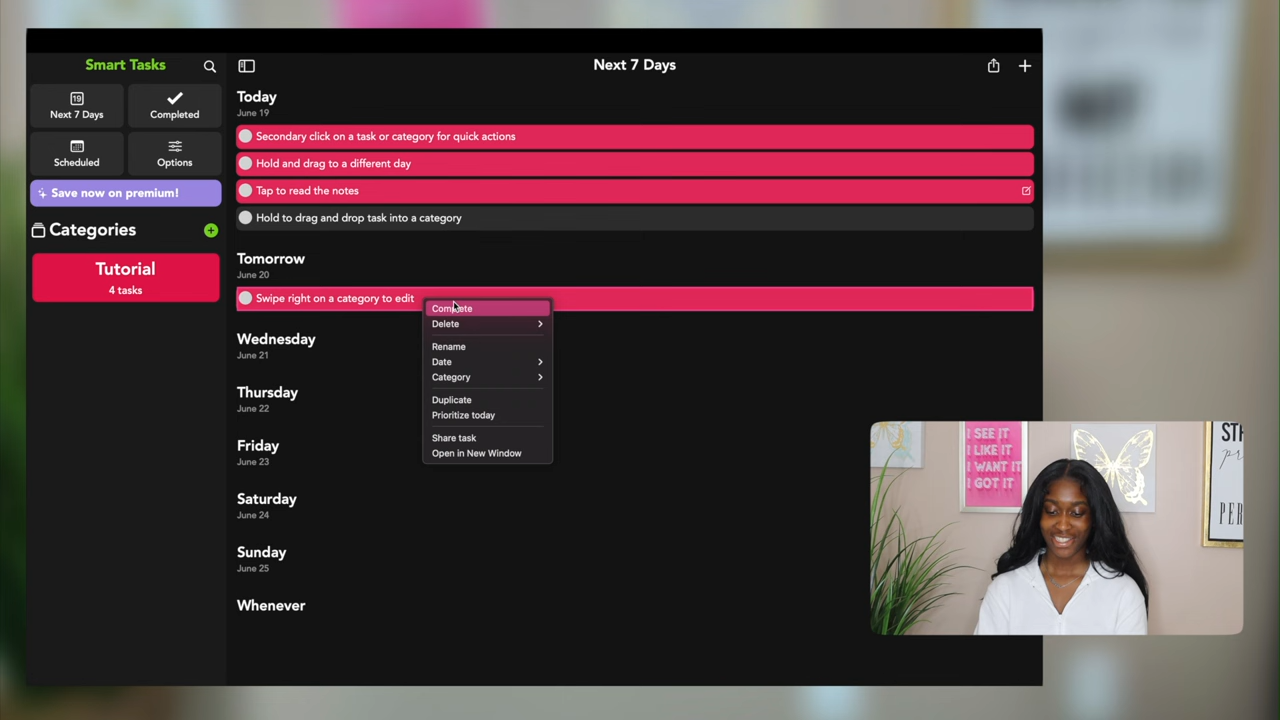 Smart Tasks
Next 7 Days
19
Next 7 Days
Completed
Scheduled
Options
Save now on premium!
Categories
Tutorial
4 tasks
Today
June 19
Secondary click on a task or category for quick actions
Hold and drag to a different day
Tap to read the notes
Hold to drag and drop task into a category
Tomorrow
June 20
Swipe right on a category to edit
Complete
Delete
Rename
Date
Category
Duplicate
Prioritize today
Share task
Open in New Window
Wednesday
June 21
Thursday
June 22
Friday
June 23
Saturday
June 24
Sunday
June 25
Whenever
I SEE IT
I LIKE IT
I WANT IT
I GOT IT